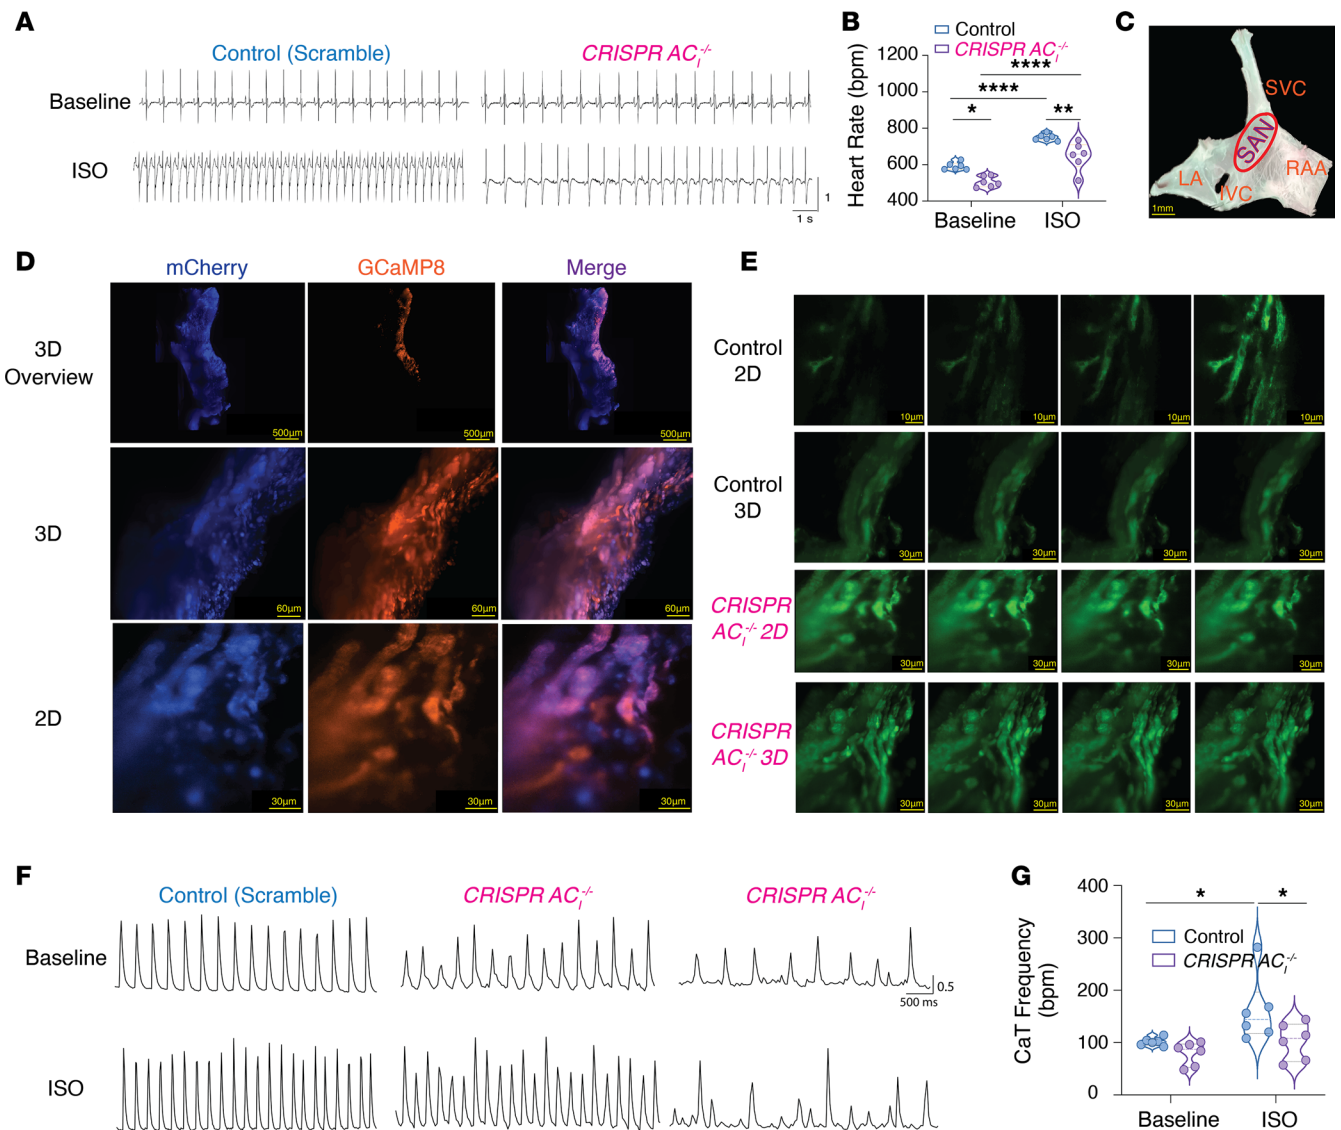 A
Control (Scramble)
CRISPR AC_I^-/-
Baseline
ISO
1
1 s
B
Control
CRISPR AC_I^-/-
Heart Rate (bpm)
1200
1000
800
600
400
****
****
*
**
Baseline
ISO
C
SVC
SAN
RAA
LA
IVC
1mm
D
mCherry
GCaMP8
Merge
3D
Overview
500µm
500µm
500µm
3D
60µm
60µm
60µm
2D
30µm
30µm
30µm
E
Control
2D
10µm
10µm
10µm
10µm
Control
3D
30µm
30µm
30µm
30µm
CRISPR
AC_I^-/- 2D
30µm
30µm
30µm
30µm
CRISPR
AC_I^-/- 3D
30µm
30µm
30µm
30µm
F
Control (Scramble)
CRISPR AC_I^-/-
CRISPR AC_I^-/-
Baseline
0.5
500 ms
ISO
G
CaT Frequency
(bpm)
400
300
200
100
0
*
*
Control
CRISPR AC_I^-/-
Baseline
ISO